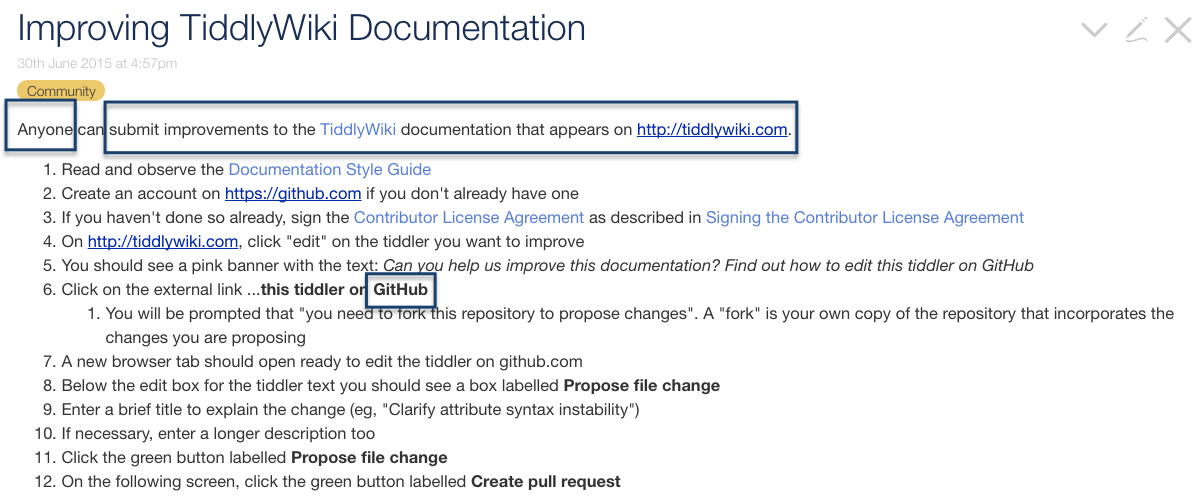 Improving TiddlyWiki Documentation
30th June 2015 at 4:57pm
Community
Anyone can submit improvements to the TiddlyWiki documentation that appears on http://tiddlywiki.com.
1. Read and observe the Documentation Style Guide
2. Create an account on https://github.com if you don't already have one
3. If you haven't done so already, sign the Contributor License Agreement as described in Signing the Contributor License Agreement
4. On http://tiddlywiki.com, click "edit" on the tiddler you want to improve
5. You should see a pink banner with the text: Can you help us improve this documentation? Find out how to edit this tiddler on GitHub
6. Click on the external link ...this tiddler on GitHub
1. You will be prompted that "you need to fork this repository to propose changes". A "fork" is your own copy of the repository that incorporates the
changes you are proposing
7. A new browser tab should open ready to edit the tiddler on github.com
8. Below the edit box for the tiddler text you should see a box labelled Propose file change
9. Enter a brief title to explain the change (eg, "Clarify attribute syntax instability")
10. If necessary, enter a longer description too
11. Click the green button labelled Propose file change
12. On the following screen, click the green button labelled Create pull request